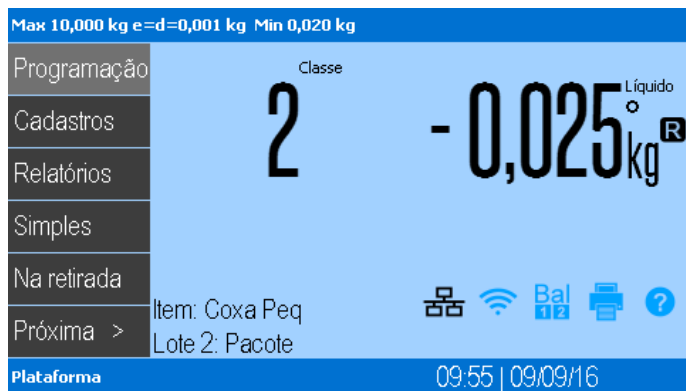 Max 10,000 kg e=d=0,001 kg Min 0,020 kg
Programação
Cadastros
Relatórios
Simples
Na retirada
Próxima >
Classe
2
Líquido
- 0,025 kg
R
Bal
1 2
?
Item: Coxa Peq
Lote 2: Pacote
Plataforma
09:55 | 09/09/16